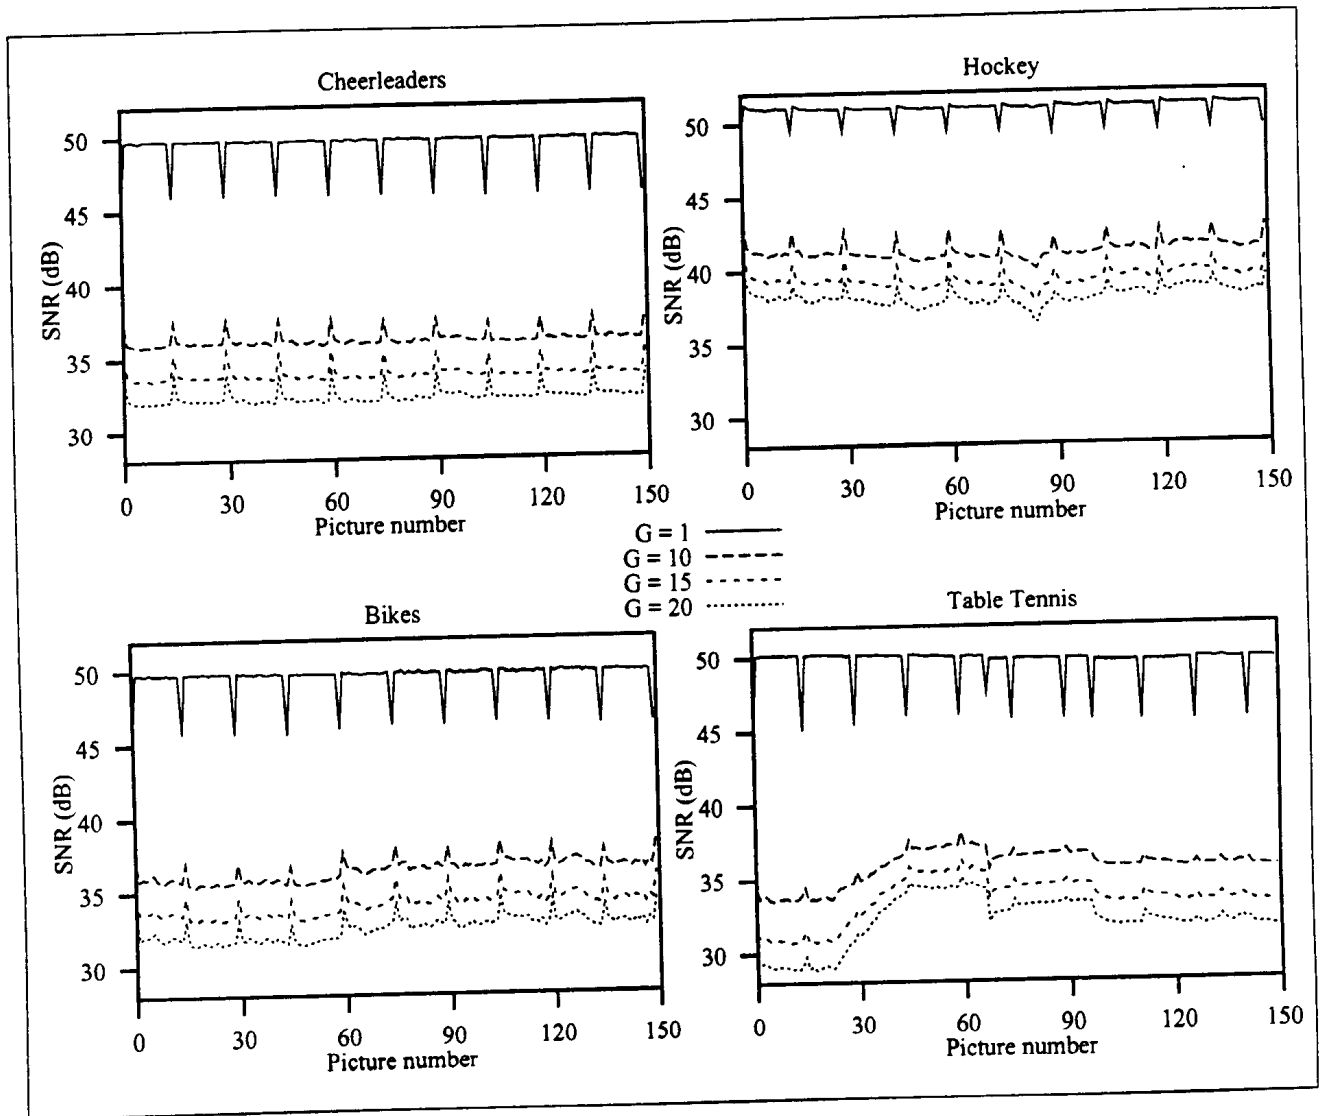 Cheerleaders
50
45
40
35
30
SNR (dB)
0 30 60 90 120 150
Picture number
Hockey
50
45
40
35
30
SNR (dB)
0 30 60 90 120 150
Picture number
G = 1
G = 10
G = 15
G = 20
Bikes
50
45
40
35
30
SNR (dB)
0 30 60 90 120 150
Picture number
Table Tennis
50
45
40
35
30
SNR (dB)
0 30 60 90 120 150
Picture number